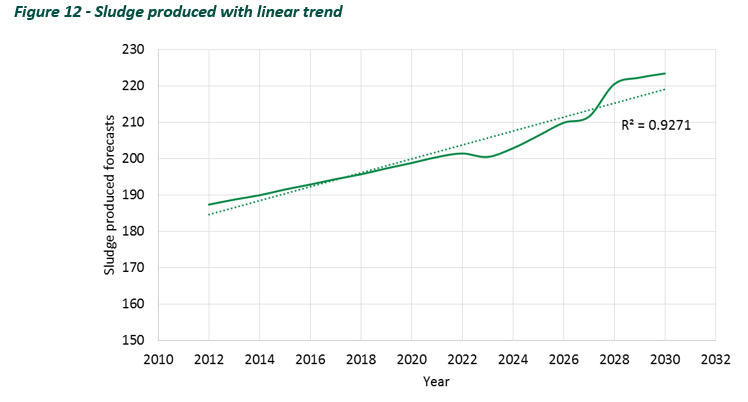 Figure 12 - Sludge produced with linear trend
230
220
210
200
190
180
170
160
150
Sludge produced forecasts
R² = 0.9271
2010 2012 2014 2016 2018 2020 2022 2024 2026 2028 2030 2032
Year